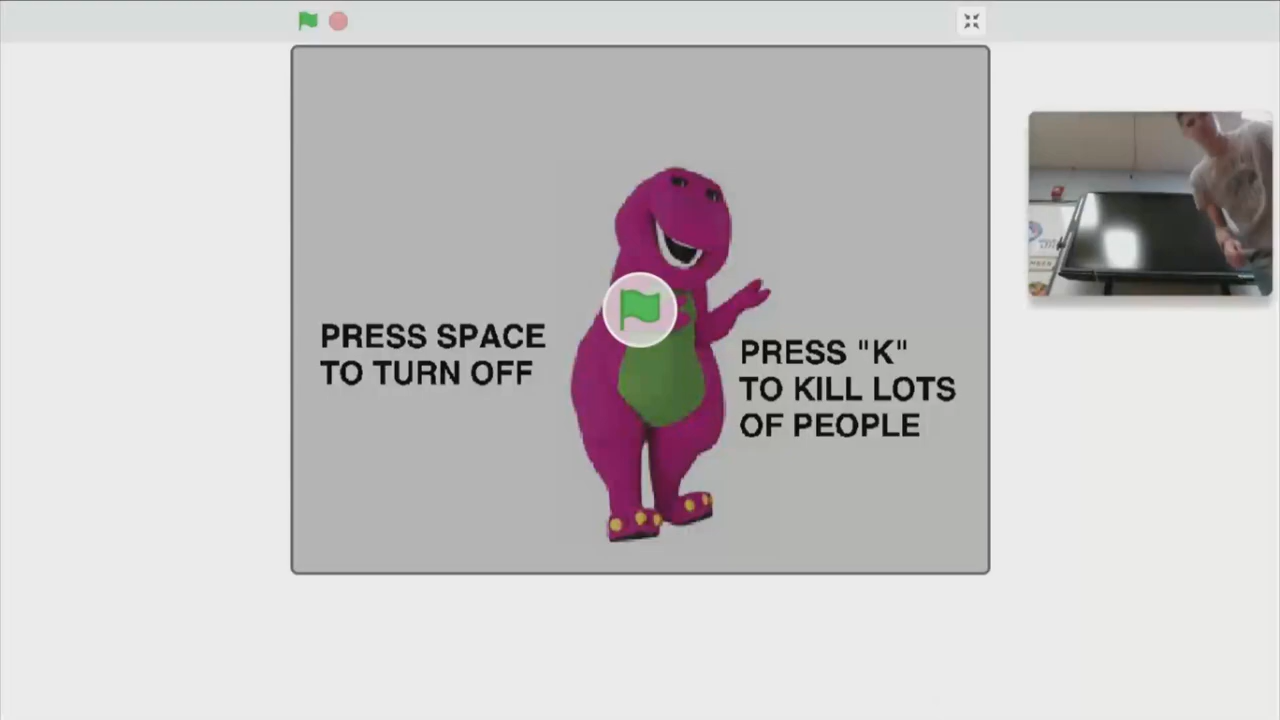 PRESS SPACE
TO TURN OFF
PRESS "K"
TO KILL LOTS
OF PEOPLE